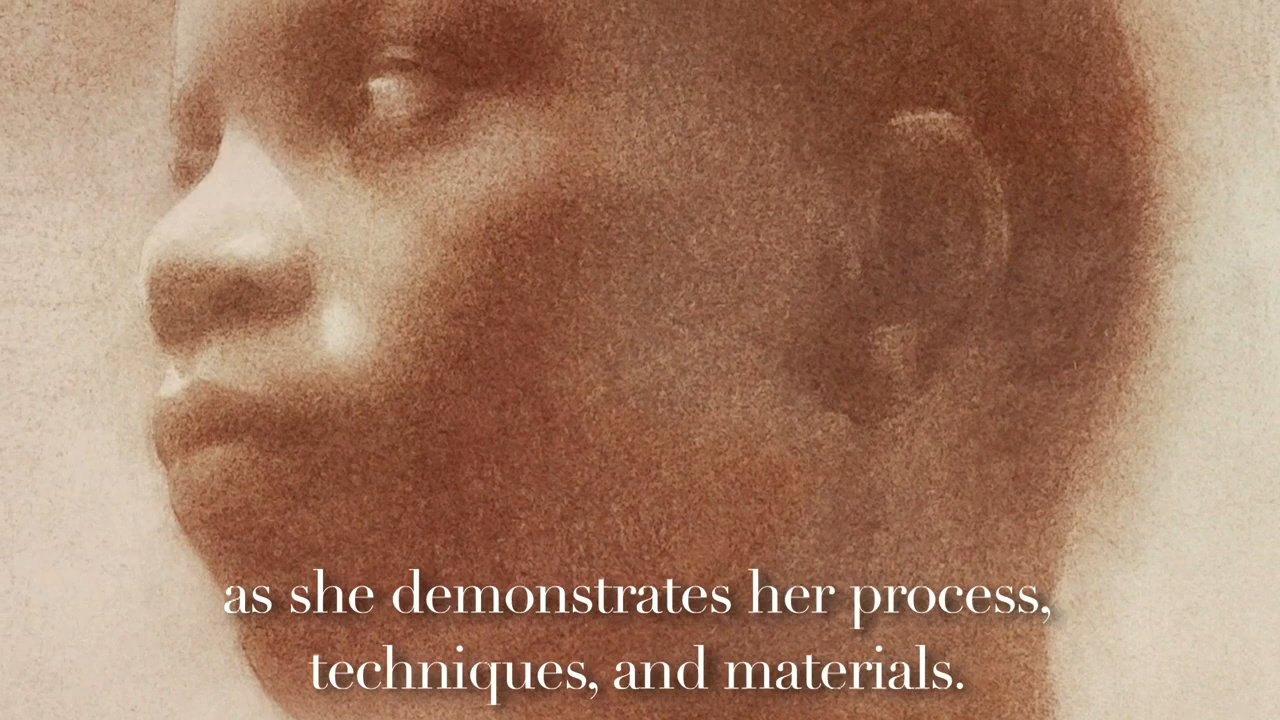 as she demonstrates her process,
techniques, and materials.